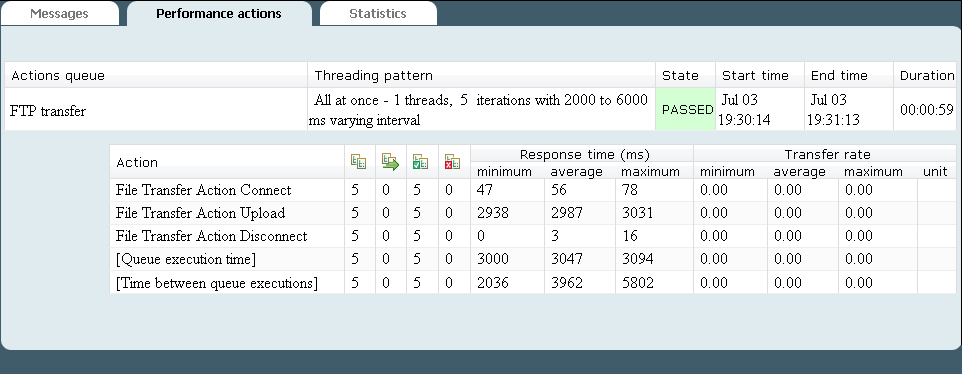 Messages Performance actions Statistics
Actions queue Threading pattern State Start time End time Duration
FTP transfer All at once - 1 threads, 5 iterations with 2000 to 6000 ms varying interval PASSED Jul 03 19:30:14 Jul 03 19:31:13 00:00:59
Action Response time (ms) Transfer rate
minimum average maximum minimum average maximum unit
File Transfer Action Connect 5 0 5 0 47 56 78 0.00 0.00 0.00
File Transfer Action Upload 5 0 5 0 2938 2987 3031 0.00 0.00 0.00
File Transfer Action Disconnect 5 0 5 0 0 3 16 0.00 0.00 0.00
[Queue execution time] 5 0 5 0 3000 3047 3094 0.00 0.00 0.00
[Time between queue executions] 5 0 5 0 2036 3962 5802 0.00 0.00 0.00